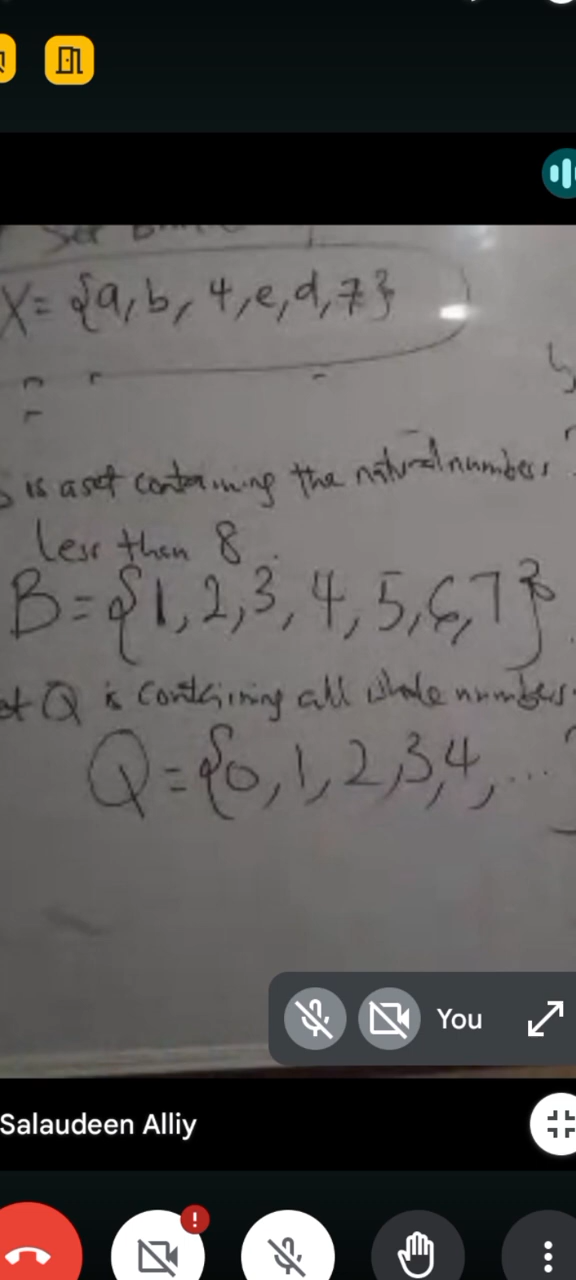 X = {a, b, 4, e, d, 7}
is a set containing the natural numbers
less than 8.
B = {1, 2, 3, 4, 5, 6, 7}
Q is containing all whole numbers
Q = {0, 1, 2, 3, 4, ...
You
Salaudeen Alliy
!